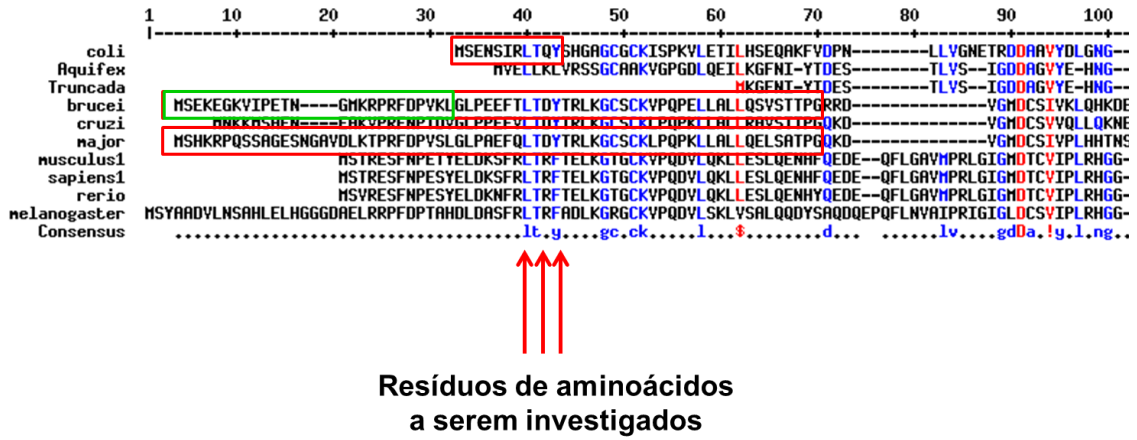 1 10 20 30 40 50 60 70 80 90 100
|--------+---------+---------+---------+---------+---------+---------+---------+---------+---------+--
coli MSENSIRLTQYSHGAGCGCKISPKVLETILHSEQAKFVDPN--------LLVGNETRDDAAVYDLGNG--
Aquifex MVELLKLVRSSGCAAKVGPGDLQEILKGFNI-YTDES--------TLVS--IGDDAGVYE-HNG--
Truncada MKGFNI-YTDES--------TLVS--IGDDAGVYE-HNG--
brucei MSEKEGKVIPETN----GMKRPRFDPVKLGLPEEFTLTDYTRLKGCSCKVPQPELLALLQSVSTTPGRRD--------VGMDCSIVKLQHKDE
cruzi
major MSHKRPQSSAGESNGAVDLKTPRFDPVSLGLPAEFQLTDYTRLKGCSCKLPQPKLLALLQELSATPGQKD--------VGMDCSIVPLHHTNS
musculus1 MSTRESFNPETYELDKSFRLTRFTELKGTGCKVPQDVLQKLLESLQENHFQEDE--QFLGAVMPRLGIGMDTCVIPLRHGG-
sapiens1 MSTRESFNPESYELDKSFRLTRFTELKGTGCKVPQDVLQKLLESLQENHFQEDE--QFLGAVMPRLGIGMDTCVIPLRHGG-
rerio MSVRESFNPESYELDKNFRLTRFTELKGTGCKVPQDVLQKLLESLQENHYQEDE--QFLGAVMPRLGIGMDTCVIPLRHGG-
melanogaster MSYAADVLNSAHLELHGGGDAELRRPFDPTAHDLDASFRLTRFADLKGRGCKVPQDVLSKLVSALQQDYSAQDQEPQFLNVAIPRIGIGLDCSVIPLRHGG-
Consensus .......................................lt.y....gc.ck.....l....$.........d... ......lv....gdDa.!y.l.ng..
Resíduos de aminoácidos
a serem investigados